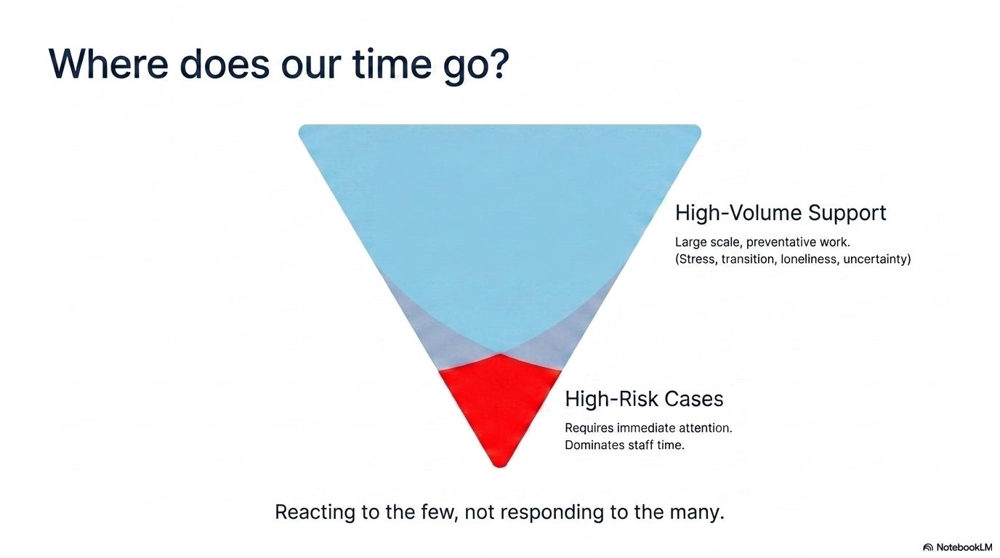 Where does our time go?
High-Volume Support
Large scale, preventative work.
(Stress, transition, loneliness, uncertainty)
High-Risk Cases
Requires immediate attention.
Dominates staff time.
Reacting to the few, not responding to the many.
NotebookLM